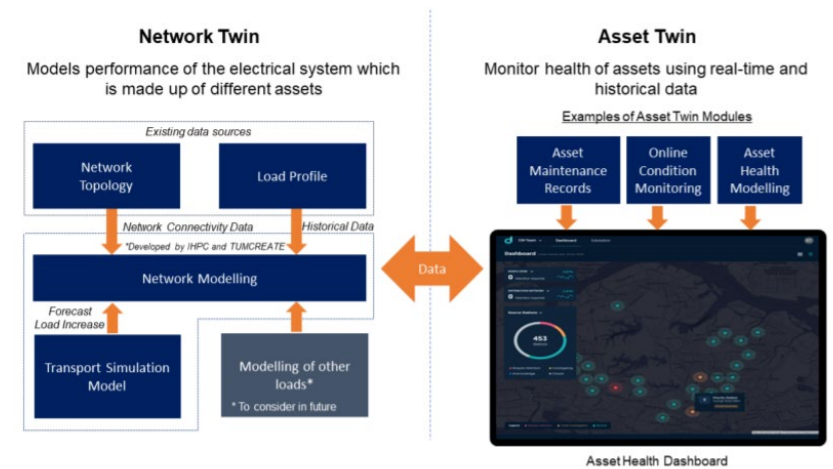 Network Twin
Models performance of the electrical system which
is made up of different assets
Existing data sources
Network
Topology
Load Profile
Network Connectivity Data
Historical Data
*Developed by IHPC and TUMCREATE
Network Modelling
Forecast
Load Increase
Transport Simulation
Model
Modelling of other
loads*
* To consider in future
Data
Asset Twin
Monitor health of assets using real-time and
historical data
Examples of Asset Twin Modules
Asset
Maintenance
Records
Online
Condition
Monitoring
Asset
Health
Modelling
Dashboard
Substation
Dashboard
453
Asset Health Dashboard